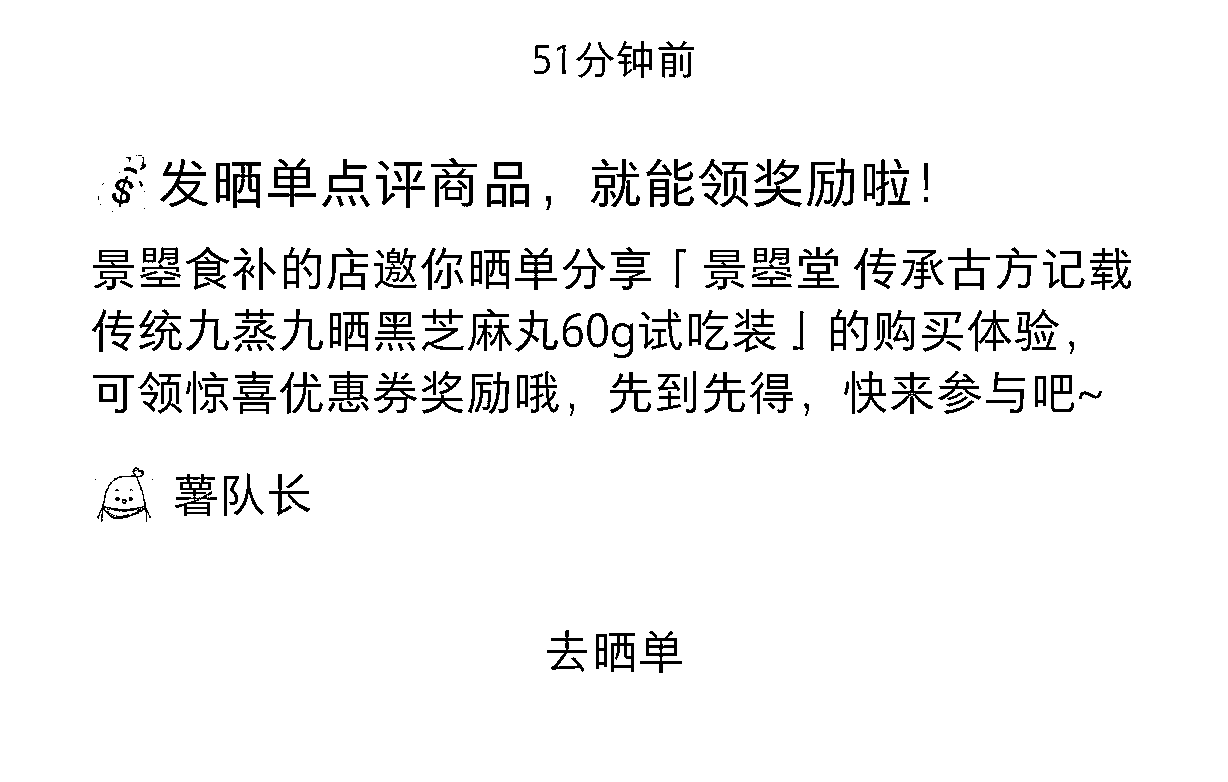 51分钟前
发晒单点评商品，就能领奖励啦！
景曌食补的店邀你晒单分享「景曌堂 传承古方记载
传统九蒸九晒黑芝麻丸60g试吃装」的购买体验，
可领惊喜优惠券奖励哦，先到先得，快来参与吧~
薯队长
去晒单